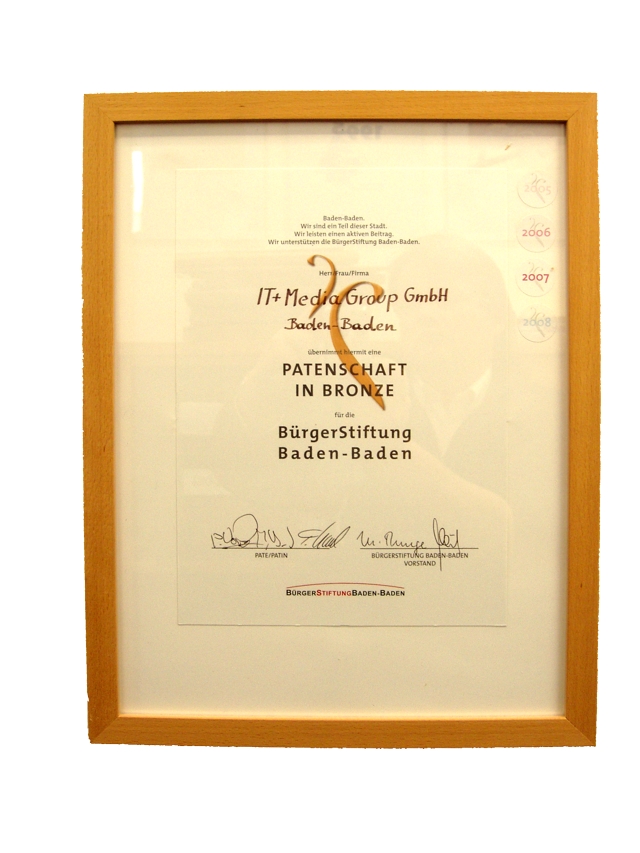 2005
2006
2007
2008
Baden-Baden.
Wir sind ein Teil dieser Stadt.
Wir leisten einen aktiven Beitrag.
Wir unterstützen die BürgerStiftung Baden-Baden.
Herr/Frau/Firma
IT+Media Group GmbH
Baden-Baden
übernimmt hiermit eine
PATENSCHAFT
IN BRONZE
für die
BürgerStiftung
Baden-Baden
PATE/PATIN
BÜRGERSTIFTUNG BADEN-BADEN
VORSTAND
BÜRGERSTIFTUNGBADEN-BADEN